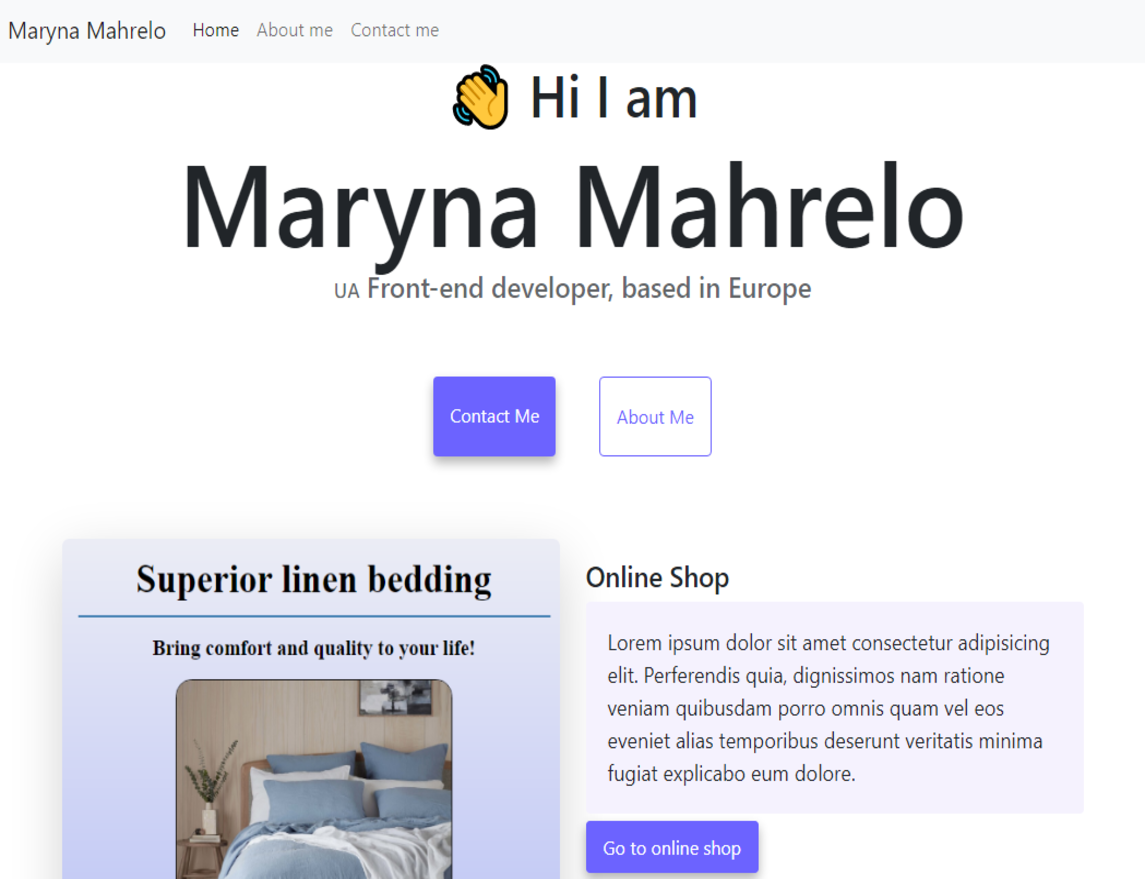 Maryna Mahrelo Home About me Contact me
👋 Hi I am
Maryna Mahrelo
UA Front-end developer, based in Europe
Contact Me About Me
Superior linen bedding
Bring comfort and quality to your life!
Online Shop
Lorem ipsum dolor sit amet consectetur adipisicing
elit. Perferendis quia, dignissimos nam ratione
veniam quibusdam porro omnis quam vel eos
eveniet alias temporibus deserunt veritatis minima
fugiat explicabo eum dolore.
Go to online shop